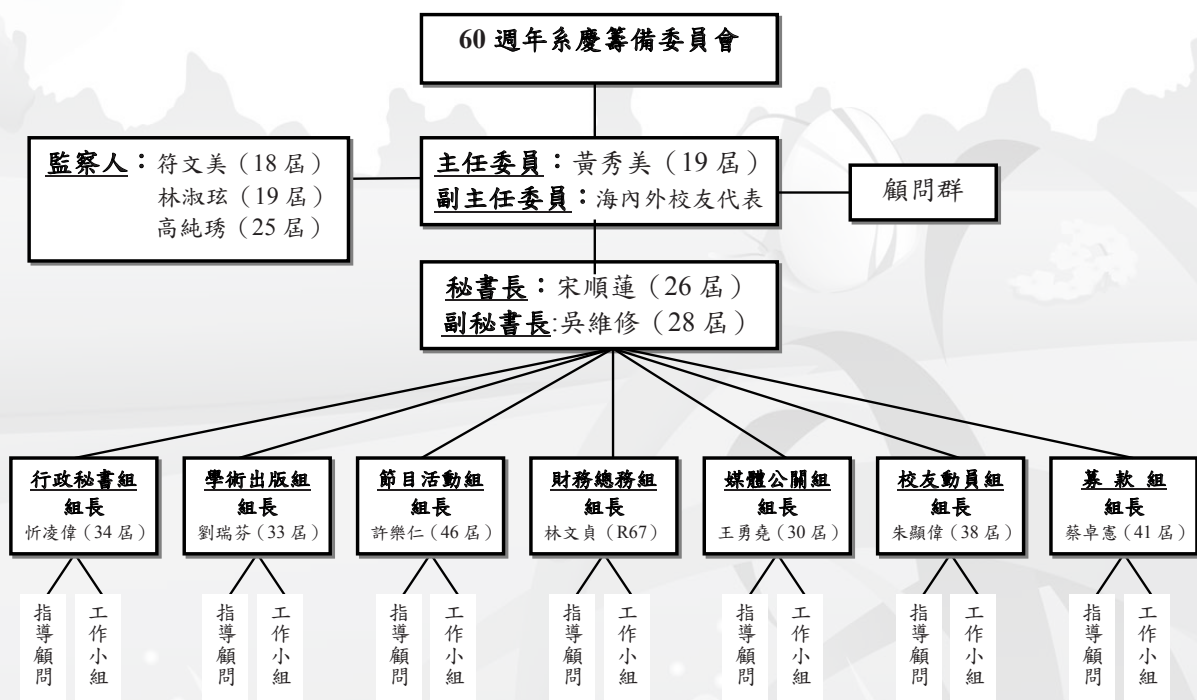 60 週年系慶籌備委員會
監察人：符文美（18 屆）
林淑玹（19 屆）
高純琇（25 屆）
主任委員：黃秀美（19 屆）
副主任委員：海內外校友代表
顧問群
秘書長：宋順蓮（26 屆）
副秘書長:吳維修（28 屆）
行政秘書組
組長
忻凌偉（34 屆）
學術出版組
組長
劉瑞芬（33 屆）
節目活動組
組長
許樂仁（46 屆）
財務總務組
組長
林文貞（R67）
媒體公關組
組長
王勇堯（30 屆）
校友動員組
組長
朱顯偉（38 屆）
募 款 組
組長
蔡卓憲（41 屆）
指導顧問
工作小組
指導顧問
工作小組
指導顧問
工作小組
指導顧問
工作小組
指導顧問
工作小組
指導顧問
工作小組
指導顧問
工作小組